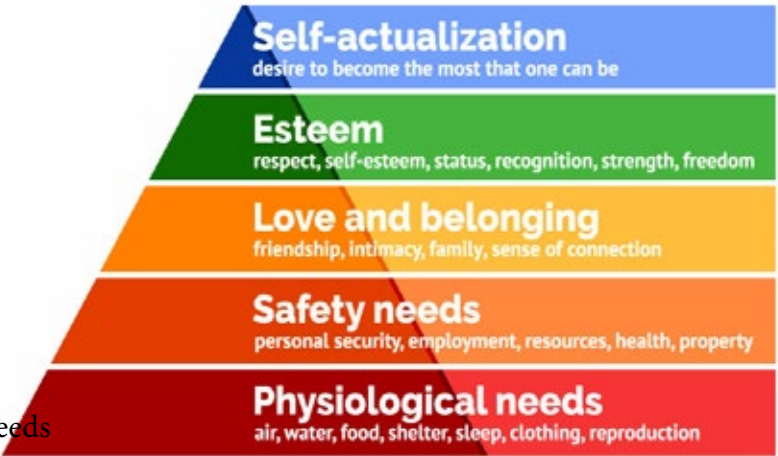 Self-actualization
desire to become the most that one can be
Esteem
respect, self-esteem, status, recognition, strength, freedom
Love and belonging
friendship, intimacy, family, sense of connection
Safety needs
personal security, employment, resources, health, property
Physiological needs
air, water, food, shelter, sleep, clothing, reproduction